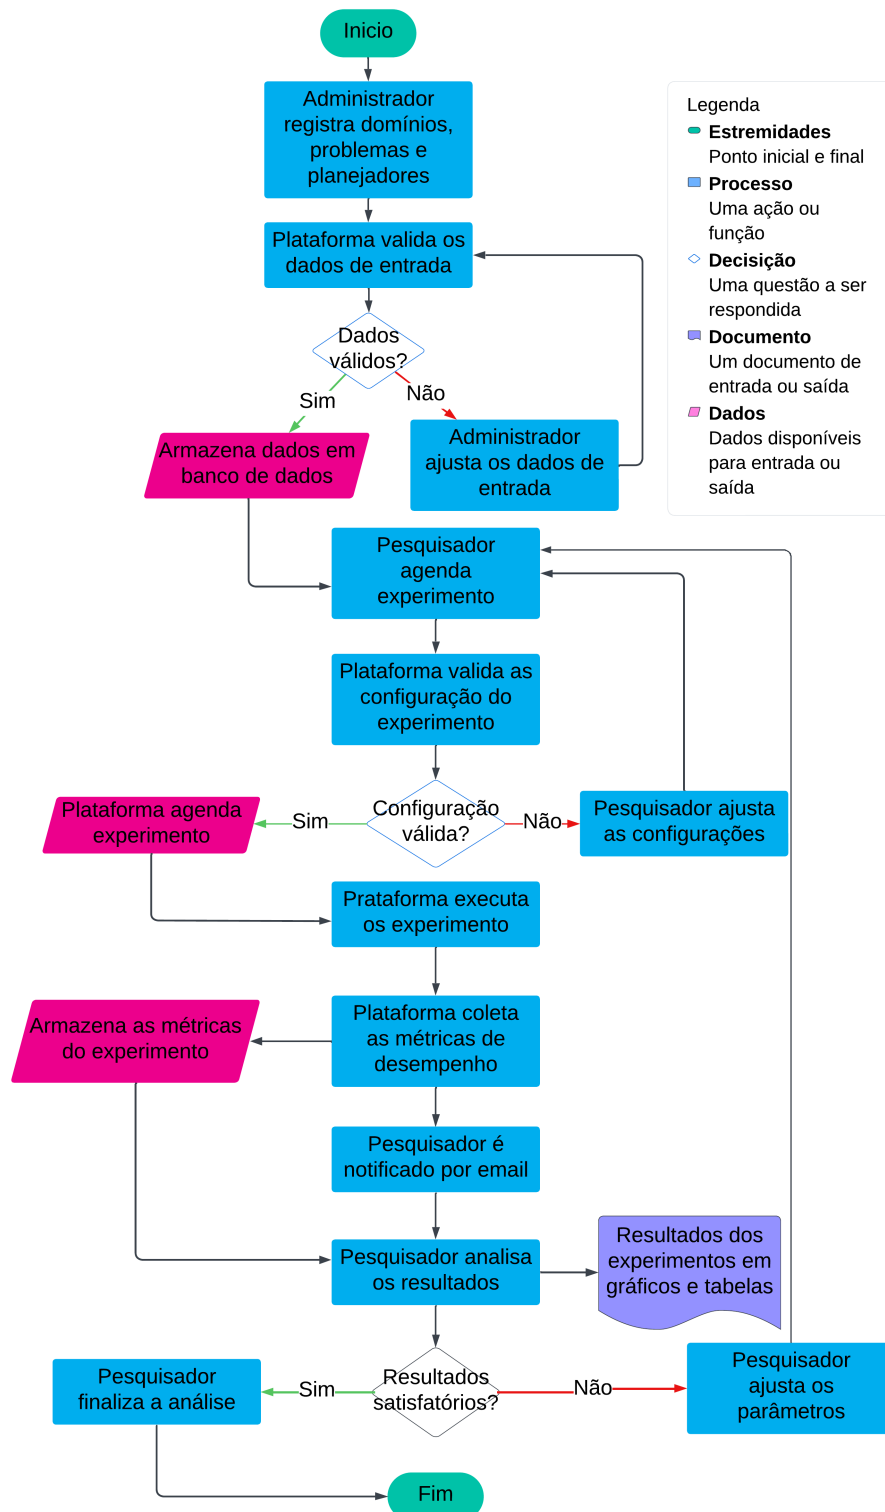 Inicio
Administrador
registra domínios,
problemas e
planejadores
Legenda
Estremidades
Ponto inicial e final
Processo
Uma ação ou
função
Decisição
Uma questão a ser
respondida
Documento
Um documento de
entrada ou saída
Dados
Dados disponíveis
para entrada ou
saída
Plataforma valida os
dados de entrada
Dados
válidos?
Sim
Não
Armazena dados em
banco de dados
Administrador
ajusta os dados de
entrada
Pesquisador
agenda
experimento
Plataforma valida as
configuração do
experimento
Configuração
válida?
Sim
Não
Plataforma agenda
experimento
Pesquisador ajusta
as configurações
Prataforma executa
os experimento
Plataforma coleta
as métricas de
desempenho
Armazena as métricas
do experimento
Pesquisador é
notificado por email
Pesquisador analisa
os resultados
Resultados dos
experimentos em
gráficos e tabelas
Resultados
satisfatórios?
Sim
Não
Pesquisador
finaliza a análise
Pesquisador
ajusta os
parâmetros
Fim